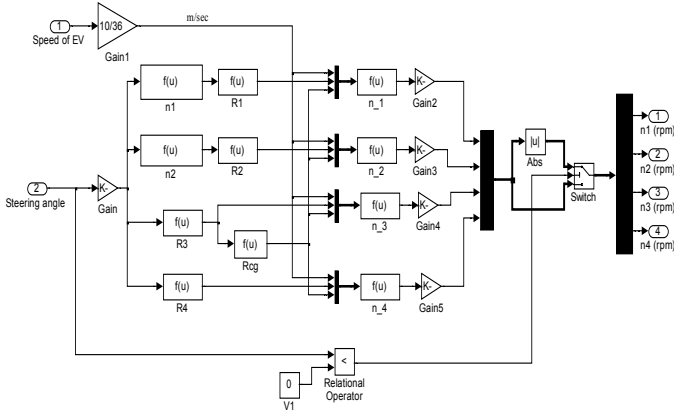 m/sec
1
Speed of EV
10/36
Gain1
f(u)
n1
f(u)
R1
f(u)
n_1
K-
Gain2
f(u)
n2
f(u)
R2
f(u)
n_2
K-
Gain3
|u|
Abs
Switch
1
n1 (rpm)
2
n2 (rpm)
3
n3 (rpm)
4
n4 (rpm)
2
Steering angle
K-
Gain
f(u)
R3
f(u)
Rcg
f(u)
n_3
K-
Gain4
f(u)
R4
f(u)
n_4
K-
Gain5
0
V1
<
Relational
Operator